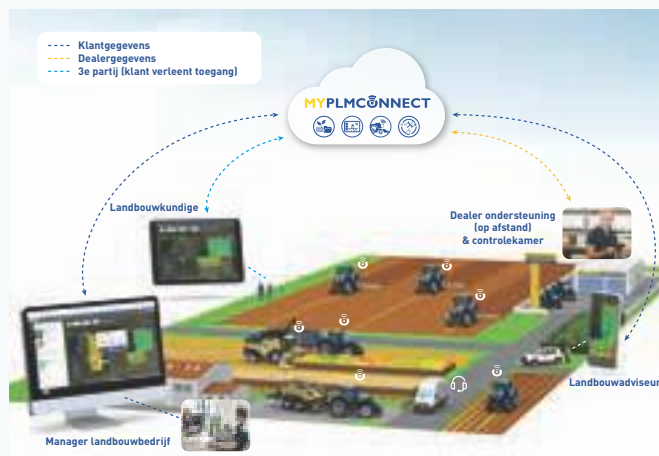 Klantgegevens
Dealergegevens
3e partij (klant verleent toegang)
MYPLMCONNECT
Landbouwkundige
Dealer ondersteuning
(op afstand)
& controlekamer
Landbouwadviseur
Manager landbouwbedrijf